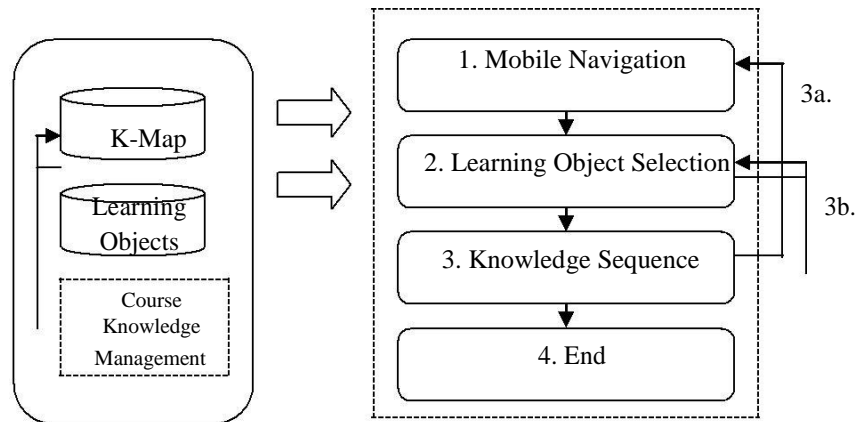 K-Map
Learning
Objects
Course
Knowledge
Management
1. Mobile Navigation
2. Learning Object Selection
3. Knowledge Sequence
4. End
3a.
3b.